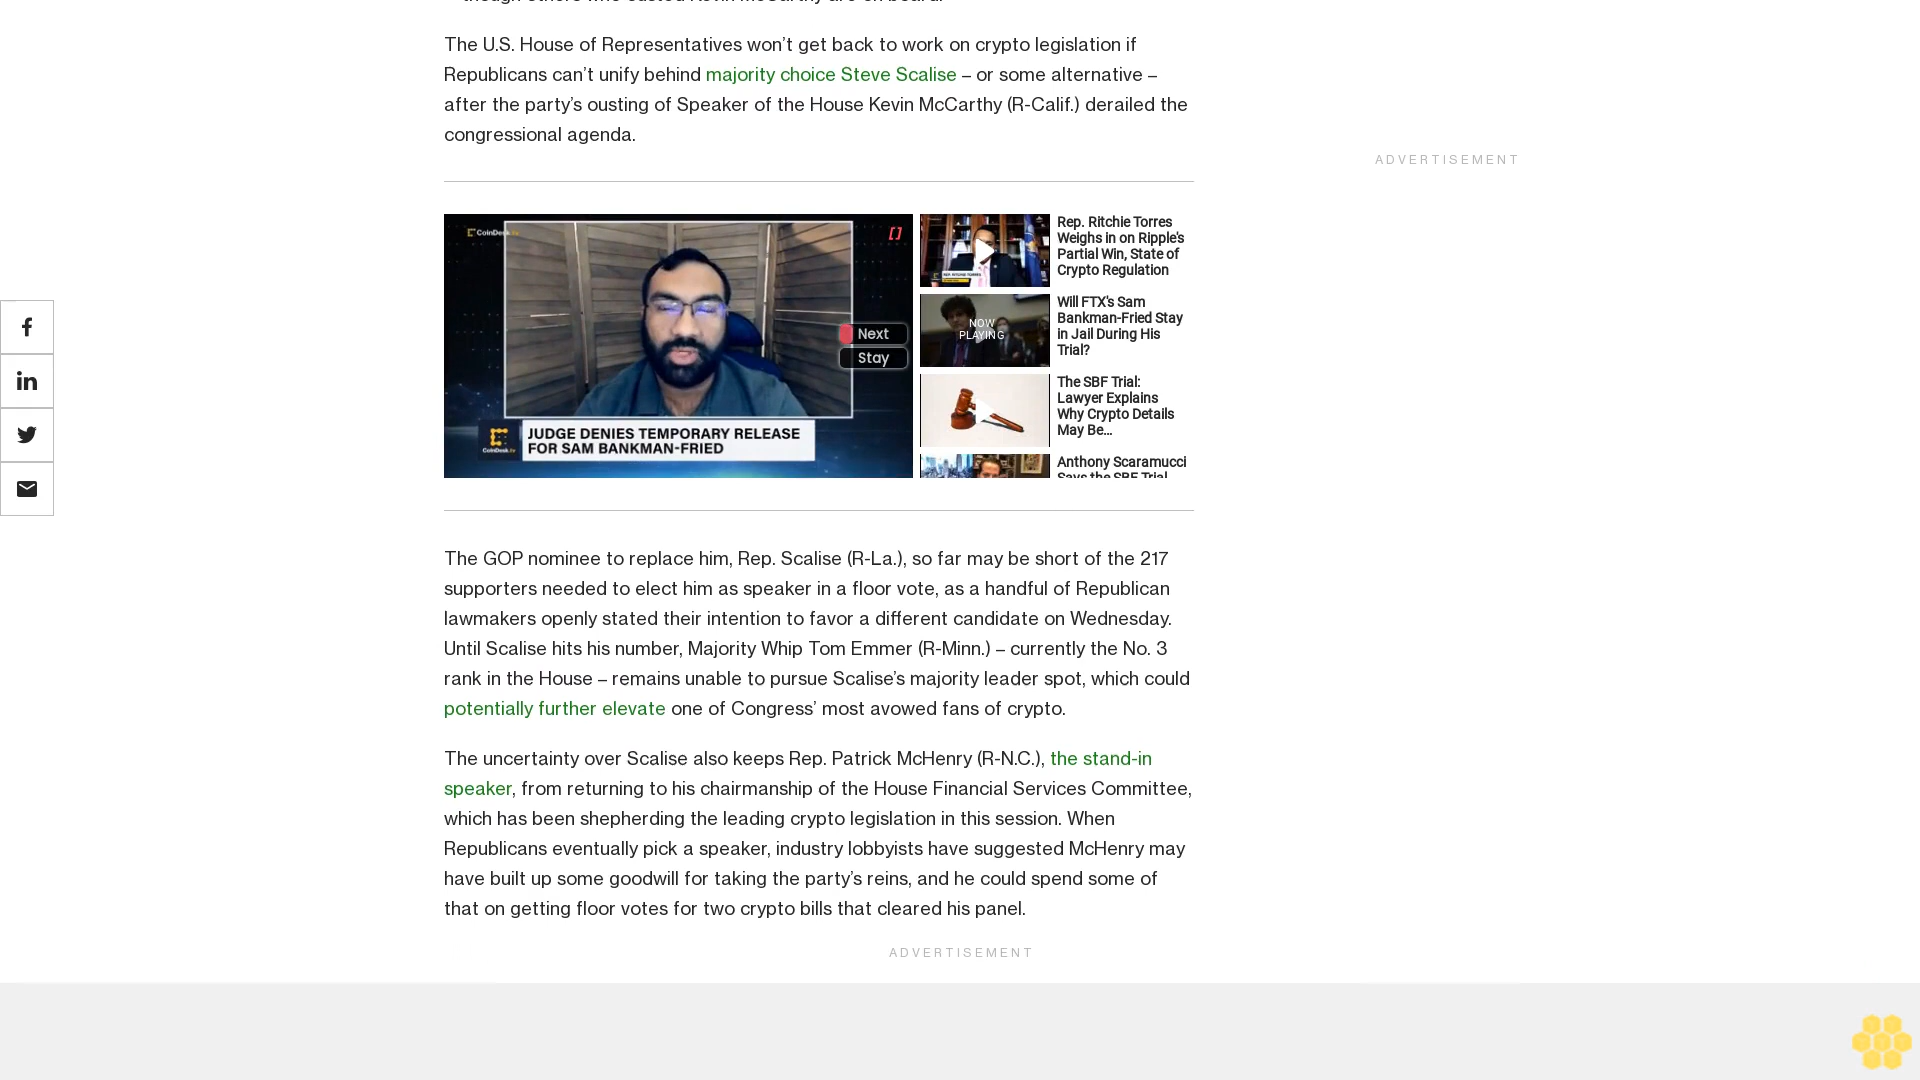 The U.S. House of Representatives won’t get back to work on crypto legislation if
Republicans can’t unify behind majority choice Steve Scalise – or some alternative –
after the party’s ousting of Speaker of the House Kevin McCarthy (R-Calif.) derailed the
congressional agenda.
ADVERTISEMENT
CoinDesk.tv
Next
Stay
CoinDesk.tv
JUDGE DENIES TEMPORARY RELEASE
FOR SAM BANKMAN-FRIED
Rep. Ritchie Torres
Weighs in on Ripple's
Partial Win, State of
Crypto Regulation
NOW
PLAYING
Will FTX's Sam
Bankman-Fried Stay
in Jail During His
Trial?
The SBF Trial:
Lawyer Explains
Why Crypto Details
May Be...
Anthony Scaramucci
Says the SBF Trial
The GOP nominee to replace him, Rep. Scalise (R-La.), so far may be short of the 217
supporters needed to elect him as speaker in a floor vote, as a handful of Republican
lawmakers openly stated their intention to favor a different candidate on Wednesday.
Until Scalise hits his number, Majority Whip Tom Emmer (R-Minn.) – currently the No. 3
rank in the House – remains unable to pursue Scalise’s majority leader spot, which could
potentially further elevate one of Congress’ most avowed fans of crypto.
The uncertainty over Scalise also keeps Rep. Patrick McHenry (R-N.C.), the stand-in
speaker, from returning to his chairmanship of the House Financial Services Committee,
which has been shepherding the leading crypto legislation in this session. When
Republicans eventually pick a speaker, industry lobbyists have suggested McHenry may
have built up some goodwill for taking the party’s reins, and he could spend some of
that on getting floor votes for two crypto bills that cleared his panel.
ADVERTISEMENT